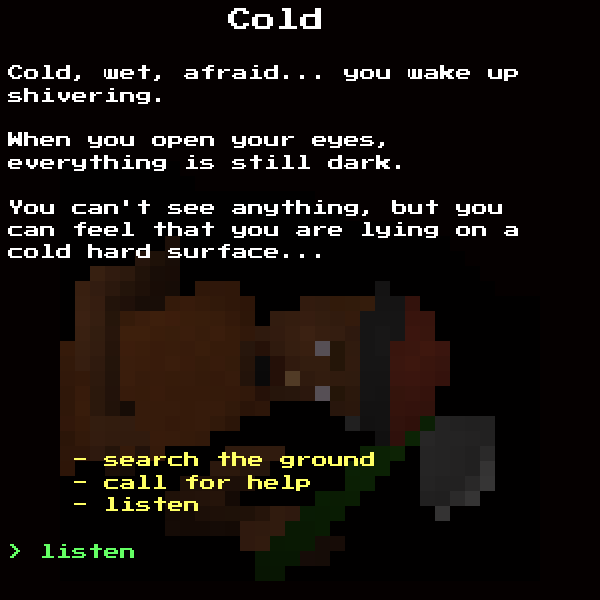 Cold
Cold, wet, afraid... you wake up
shivering.
When you open your eyes,
everything is still dark.
You can't see anything, but you
can feel that you are lying on a
cold hard surface...
- search the ground
- call for help
- listen
> listen